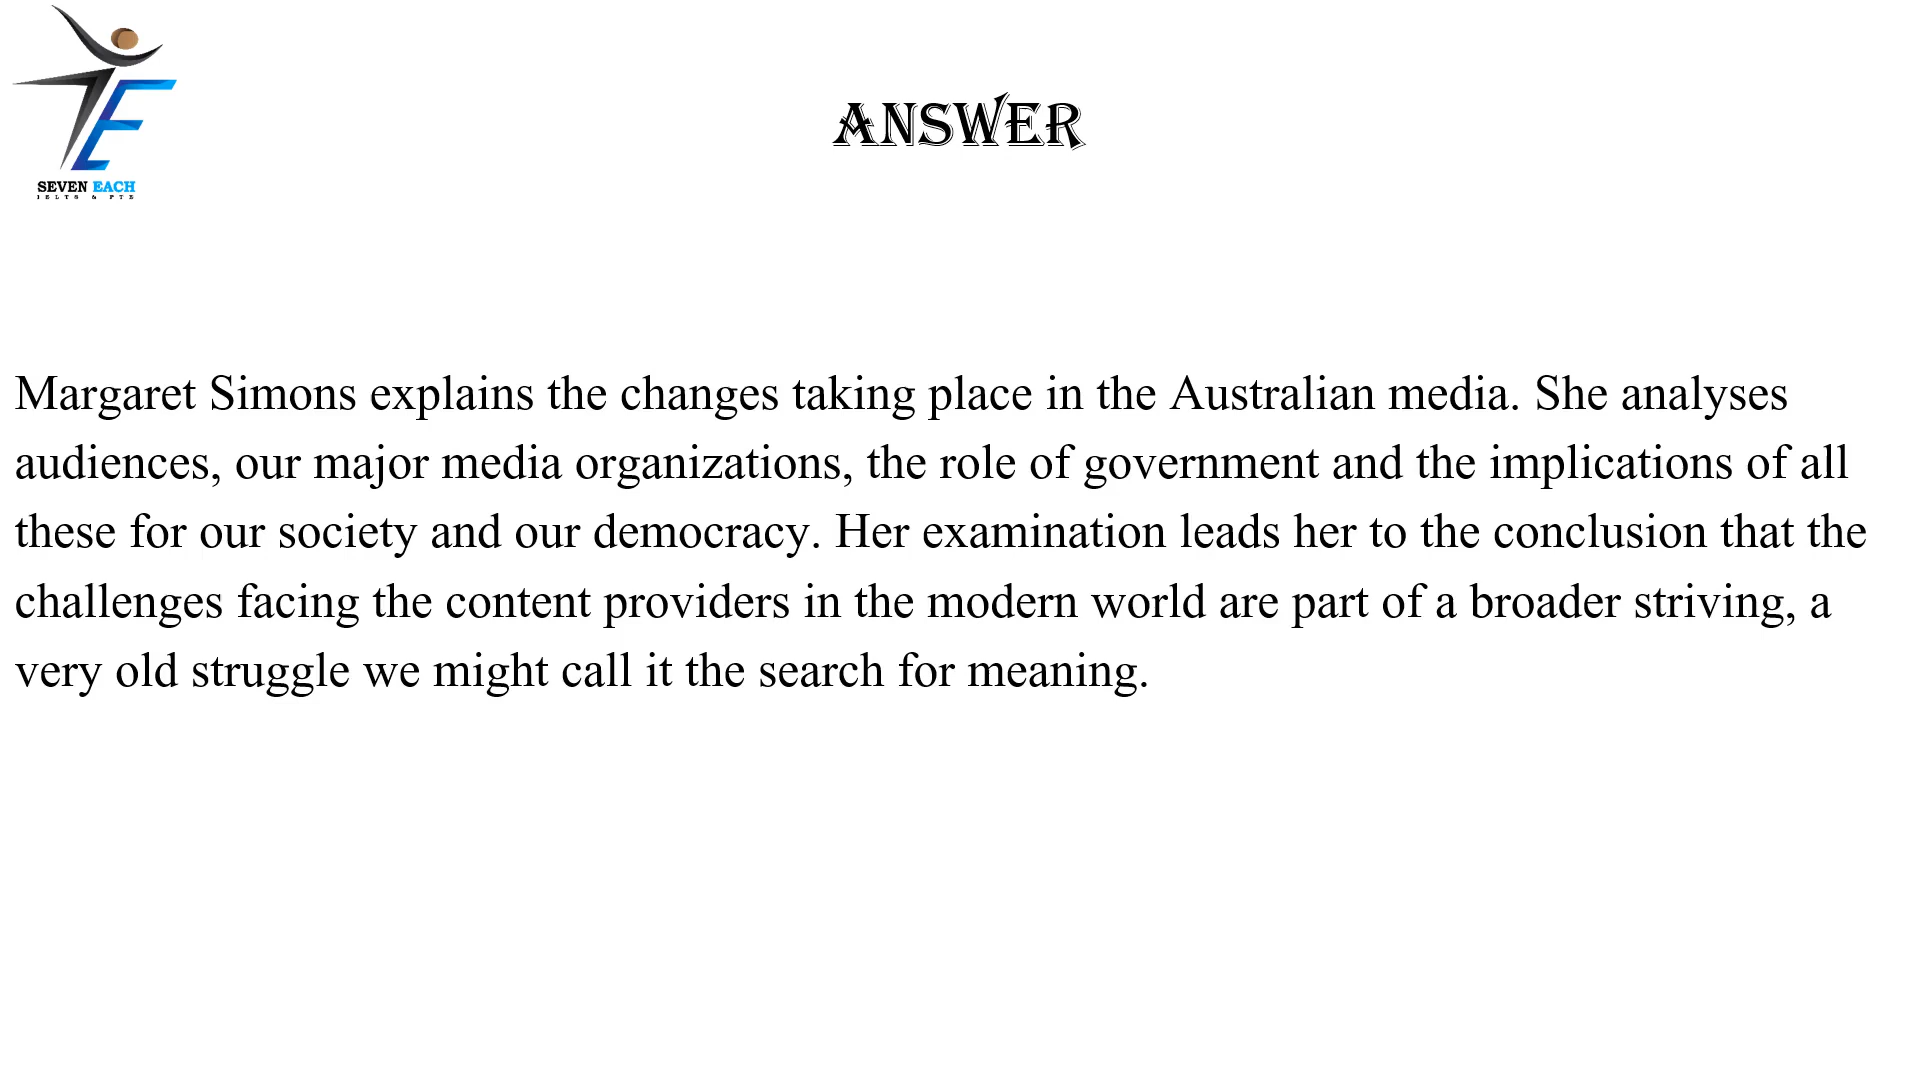 SEVEN EACH
IELTS & PTE
ANSWER
Margaret Simons explains the changes taking place in the Australian media. She analyses
audiences, our major media organizations, the role of government and the implications of all
these for our society and our democracy. Her examination leads her to the conclusion that the
challenges facing the content providers in the modern world are part of a broader striving, a
very old struggle we might call it the search for meaning.